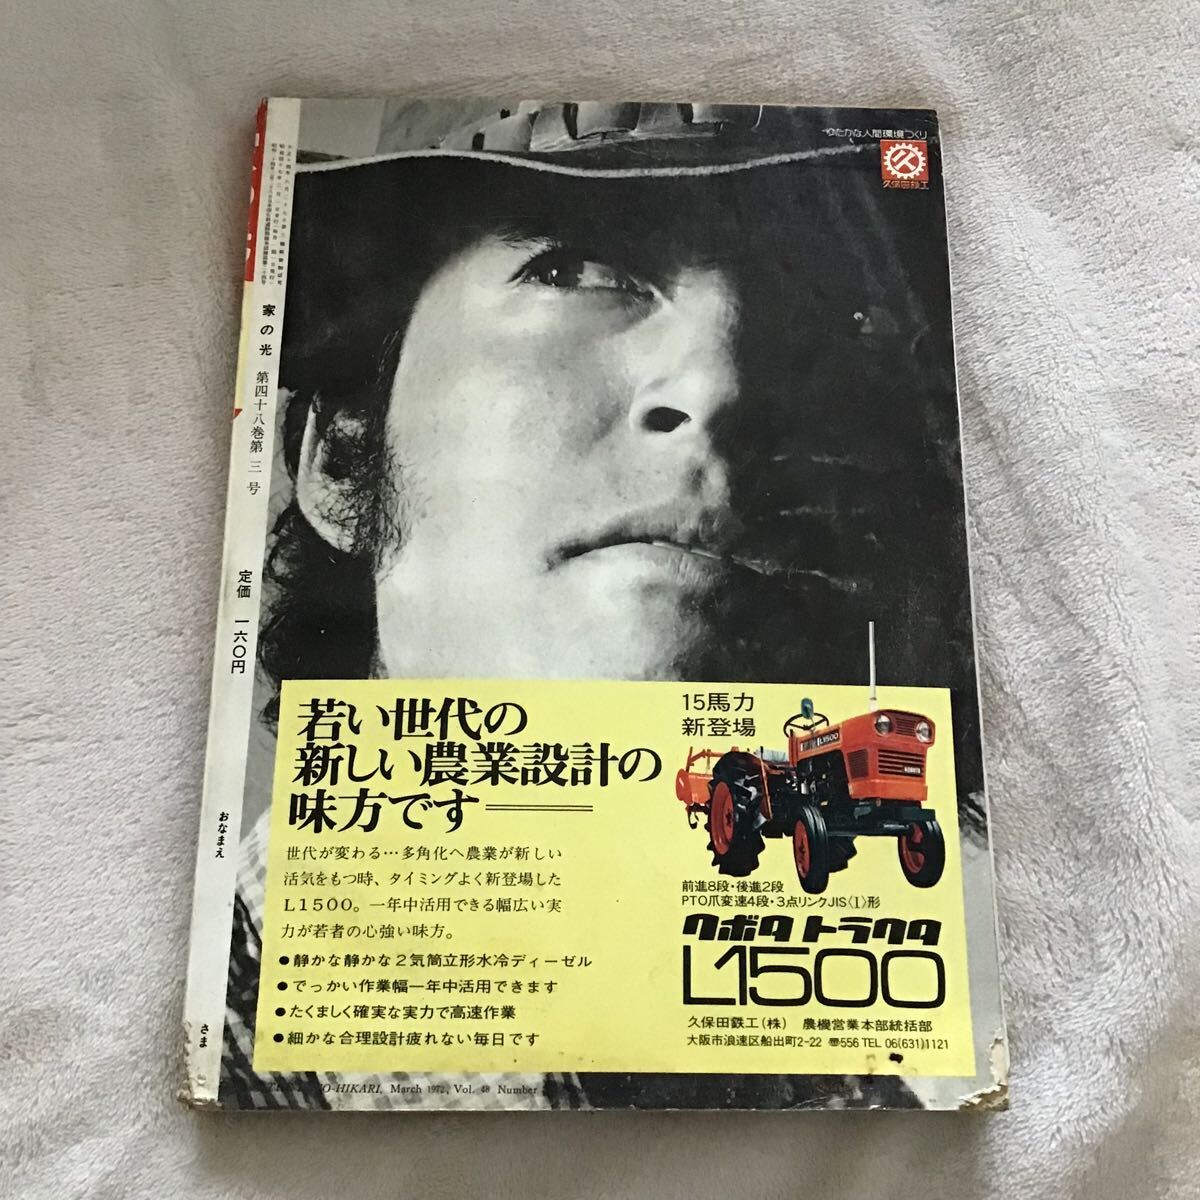 ゆたかな人間環境づくり
久保田鉄工
家の光 第四十八巻第三号
定価 一六〇円
おなまえ
さま
若い世代の
新しい農業設計の
味方です――
世代が変わる…多角化へ農業が新しい
活気をもつ時、タイミングよく新登場した
L1500。一年中活用できる幅広い実
力が若者の心強い味方。
●静かな静かな2気筒立形水冷ディーゼル
●でっかい作業幅一年中活用できます
●たくましく確実な実力で高速作業
●細かな合理設計疲れない毎日です
15馬力
新登場
L1500
KUBOTA
前進8段・後進2段
PTO爪変速4段・3点リンクJIS〈I〉形
クボタ トラクタ
L1500
久保田鉄工(株) 農機営業本部統括部
大阪市浪速区船出町2-22 〠556 TEL 06(631)1121
O-HIKARI, March 1972, Vol. 48 Number